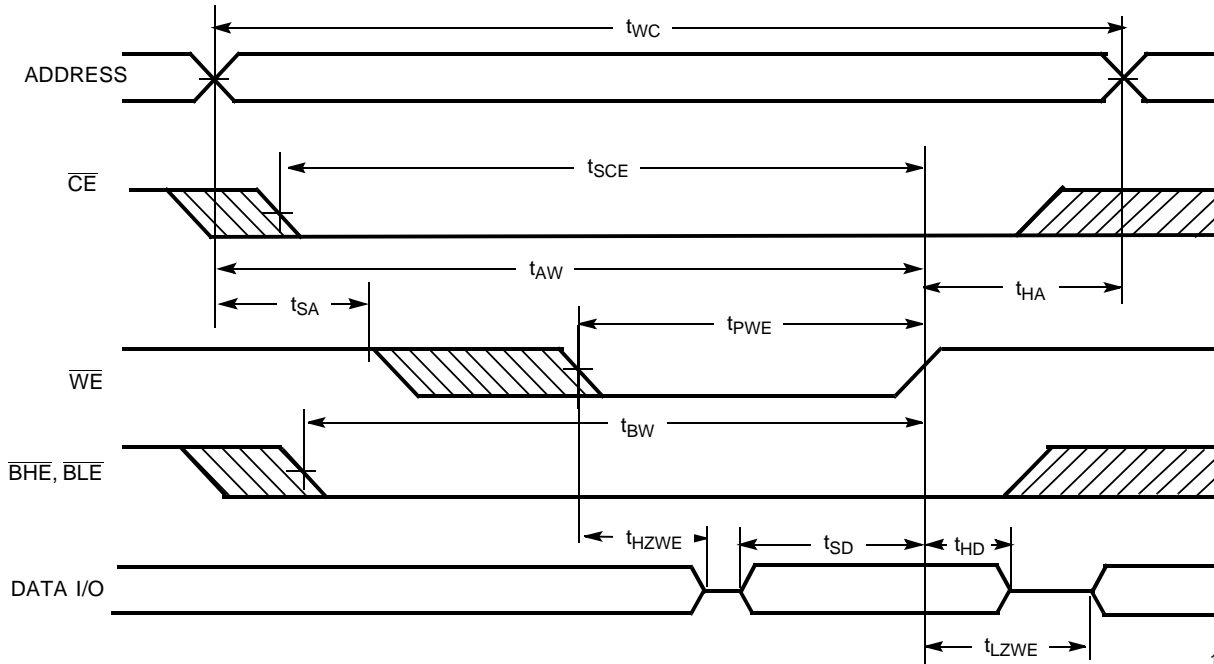 tWC
ADDRESS
tSCE
CE
tAW
tSA
tHA
tPWE
WE
tBW
BHE, BLE
tHZWE
tSD
tHD
DATA I/O
tLZWE